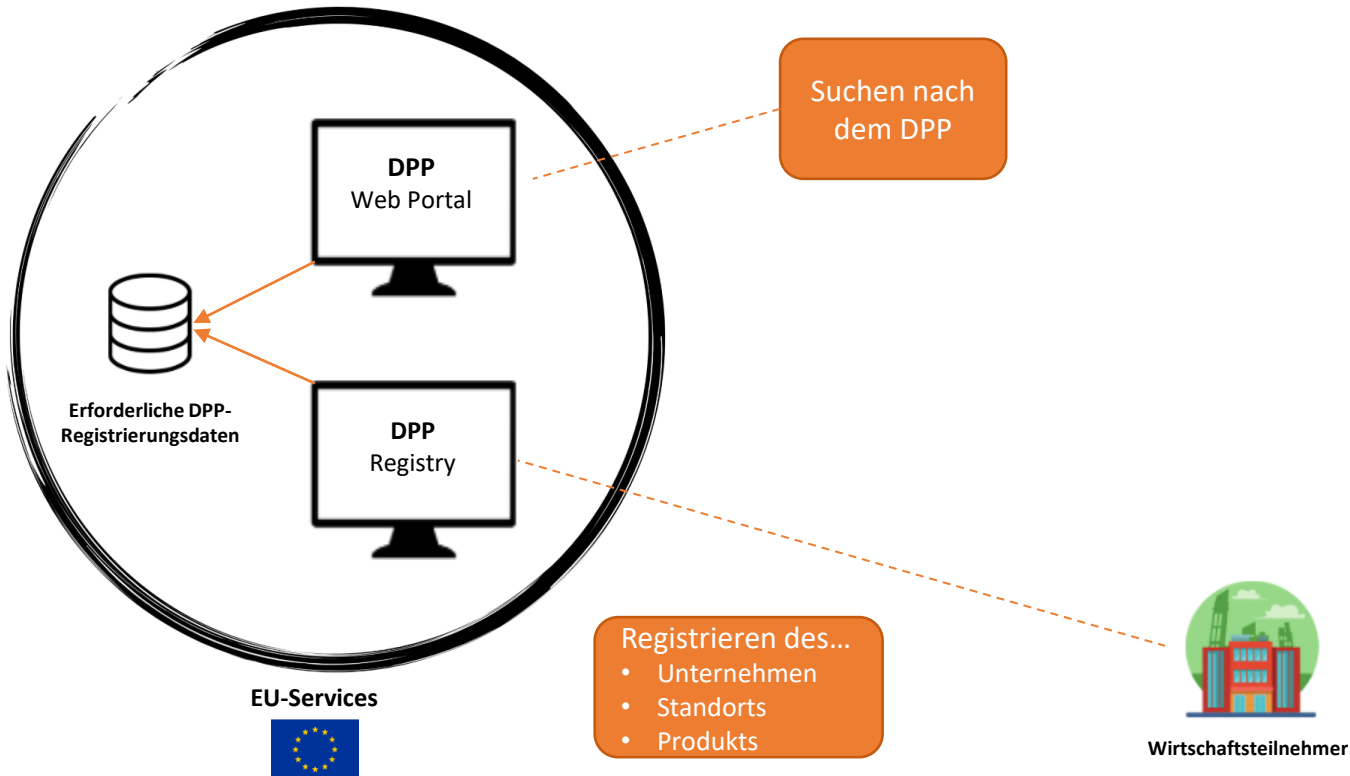 Suchen nach
dem DPP
DPP
Web Portal
Erforderliche DPP-
Registrierungsdaten
DPP
Registry
Registrieren des…
• Unternehmen
• Standorts
• Produkts
EU-Services
Wirtschaftsteilnehmer